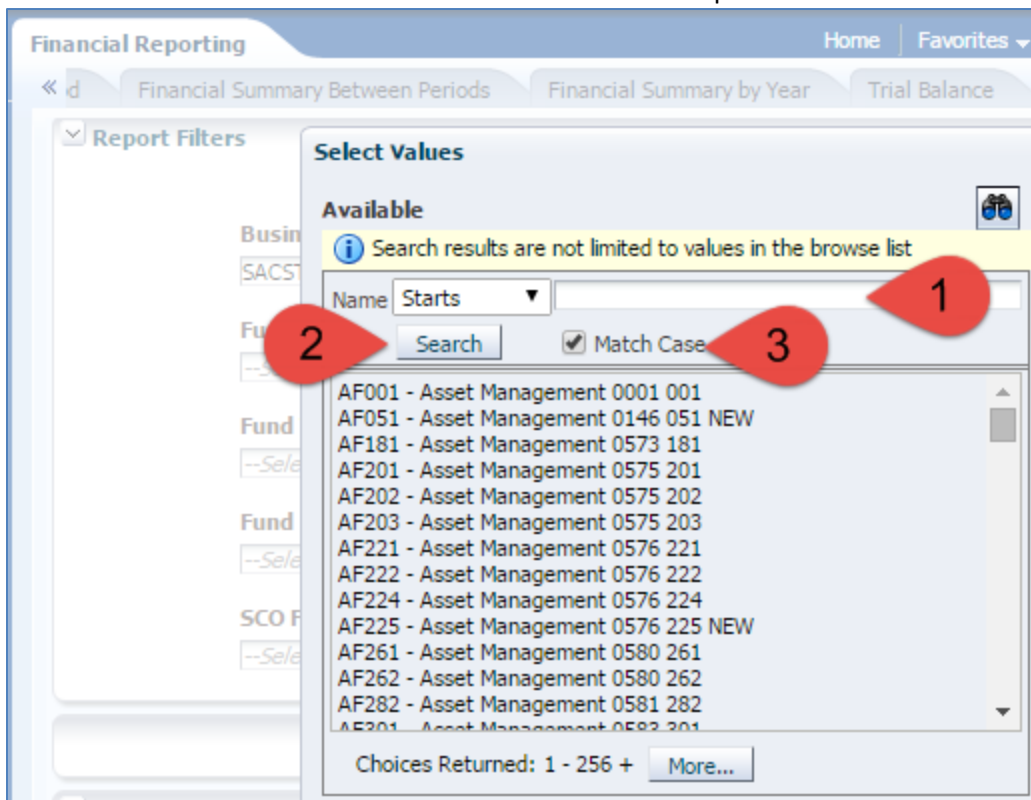 Financial Reporting Home Favorites
« d Financial Summary Between Periods Financial Summary by Year Trial Balance
Report Filters
Select Values
Available
Busin
Search results are not limited to values in the browse list
SACST
Name Starts 1
Fu
2 Search Match Case 3
AF001 - Asset Management 0001 001
AF051 - Asset Management 0146 051 NEW
Fund
AF181 - Asset Management 0573 181
--Sele
AF201 - Asset Management 0575 201
AF202 - Asset Management 0575 202
Fund
AF203 - Asset Management 0575 203
AF221 - Asset Management 0576 221
--Sele
AF222 - Asset Management 0576 222
AF224 - Asset Management 0576 224
SCO F
AF225 - Asset Management 0576 225 NEW
--Sele
AF261 - Asset Management 0580 261
AF262 - Asset Management 0580 262
AF282 - Asset Management 0581 282
AF301 - Asset Management 0583 301
Choices Returned: 1 - 256 + More...